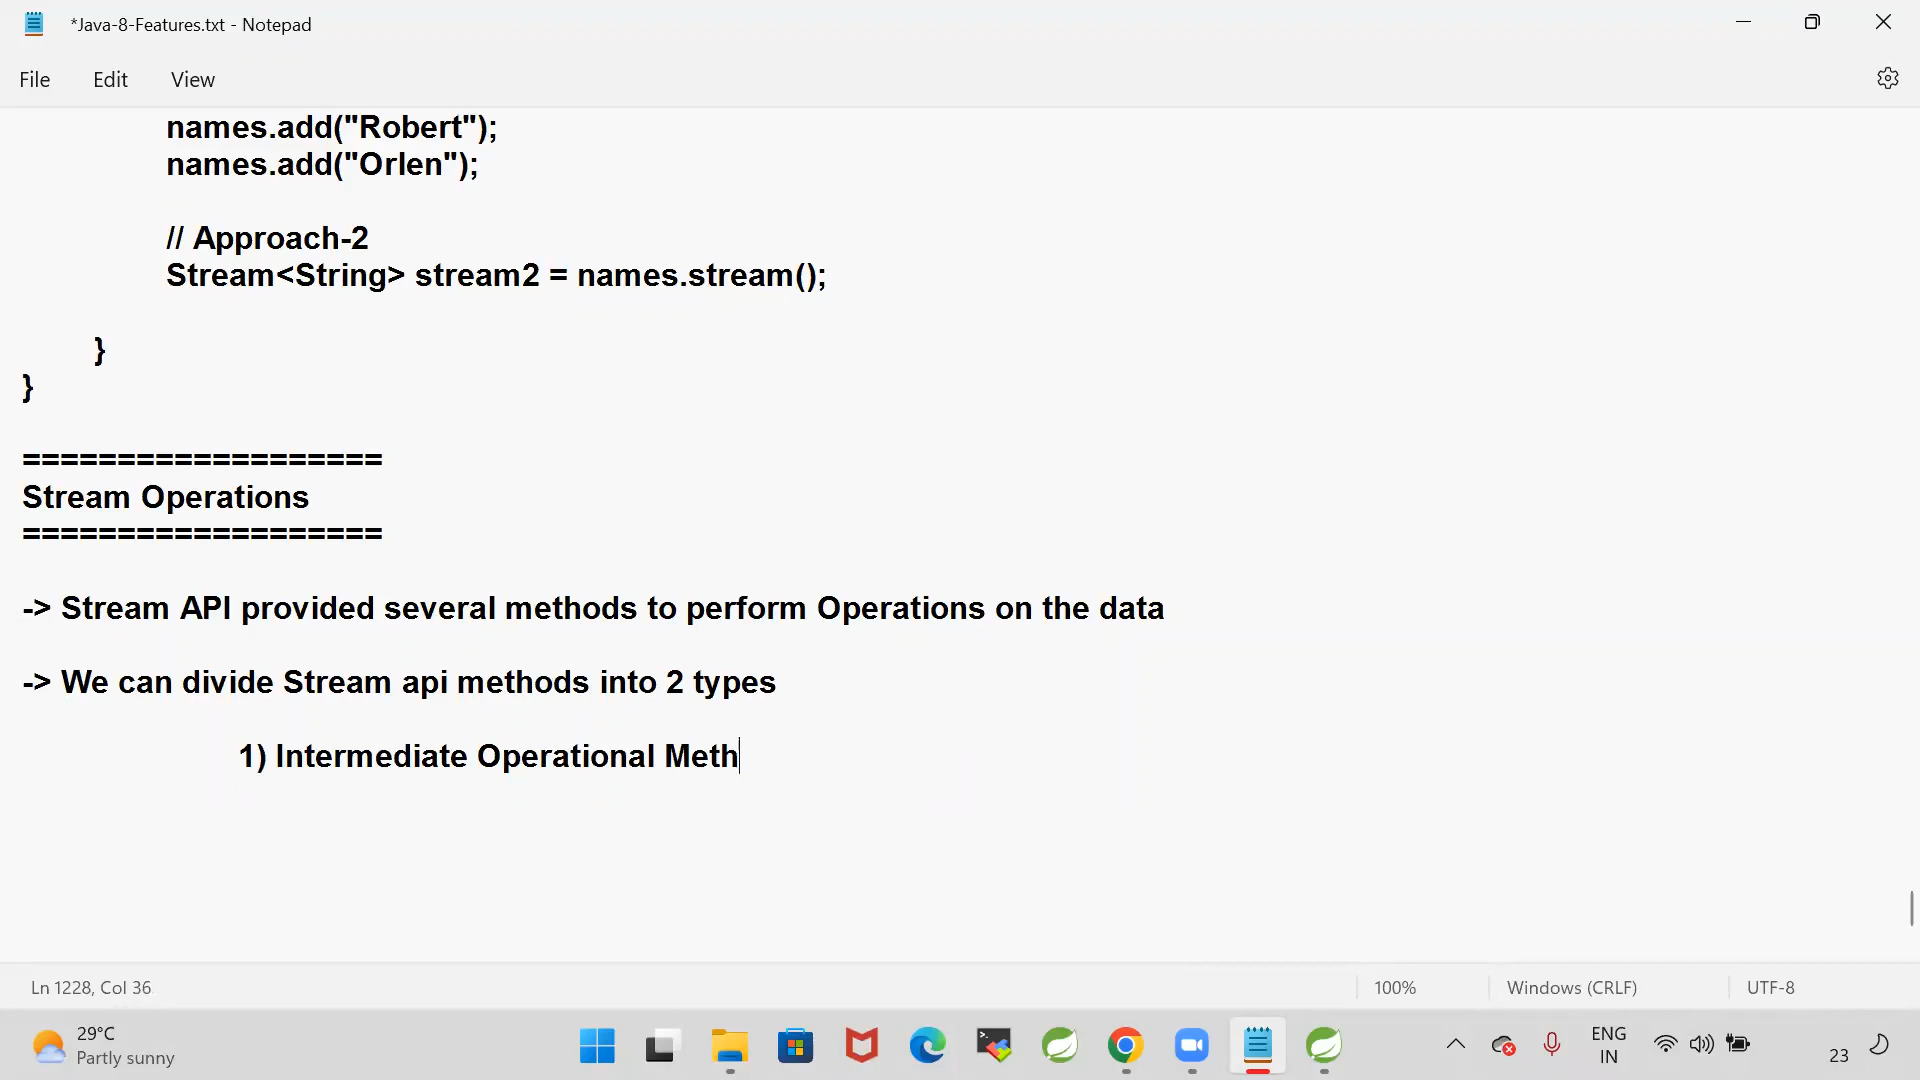 *Java-8-Features.txt - Notepad
File Edit View
names.add("Robert");
names.add("Orlen");
// Approach-2
Stream<String> stream2 = names.stream();
}
}
===================
Stream Operations
===================
-> Stream API provided several methods to perform Operations on the data
-> We can divide Stream api methods into 2 types
1) Intermediate Operational Meth
Ln 1228, Col 36 100% Windows (CRLF) UTF-8
29°C
Partly sunny
ENG
IN
23